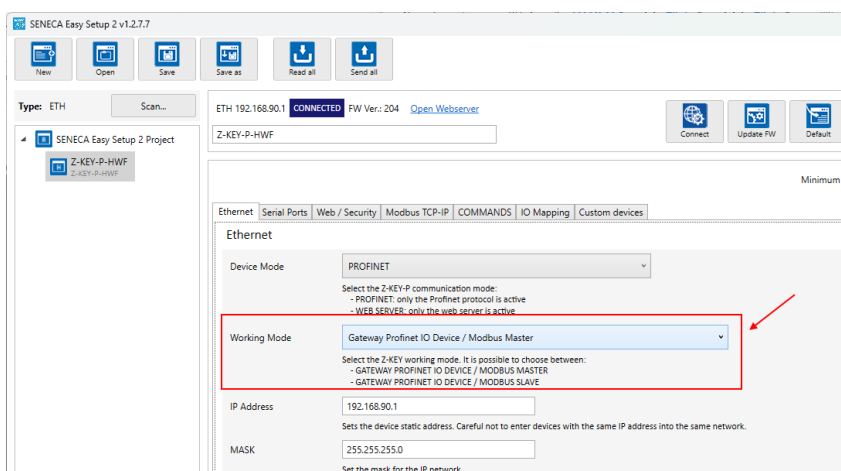 SENECA Easy Setup 2 v1.2.7.7
New Open Save Save as Read all Send all
Type: ETH Scan...
SENECA Easy Setup 2 Project
Z-KEY-P-HWF
Z-KEY-P-HWF
ETH 192.168.90.1 CONNECTED FW Ver.: 204 Open Webserver
Z-KEY-P-HWF
Connect Update FW Default
Minimum
Ethernet Serial Ports Web / Security Modbus TCP-IP COMMANDS IO Mapping Custom devices
Ethernet
Device Mode PROFINET
Select the Z-KEY-P communication mode:
- PROFINET: only the Profinet protocol is active
- WEB SERVER: only the web server is active
Working Mode Gateway Profinet IO Device / Modbus Master
Select the Z-KEY working mode. It is possible to choose between:
- GATEWAY PROFINET IO DEVICE / MODBUS MASTER
- GATEWAY PROFINET IO DEVICE / MODBUS SLAVE
IP Address 192.168.90.1
Sets the device static address. Careful not to enter devices with the same IP address into the same network.
MASK 255.255.255.0
Set the mask for the IP network